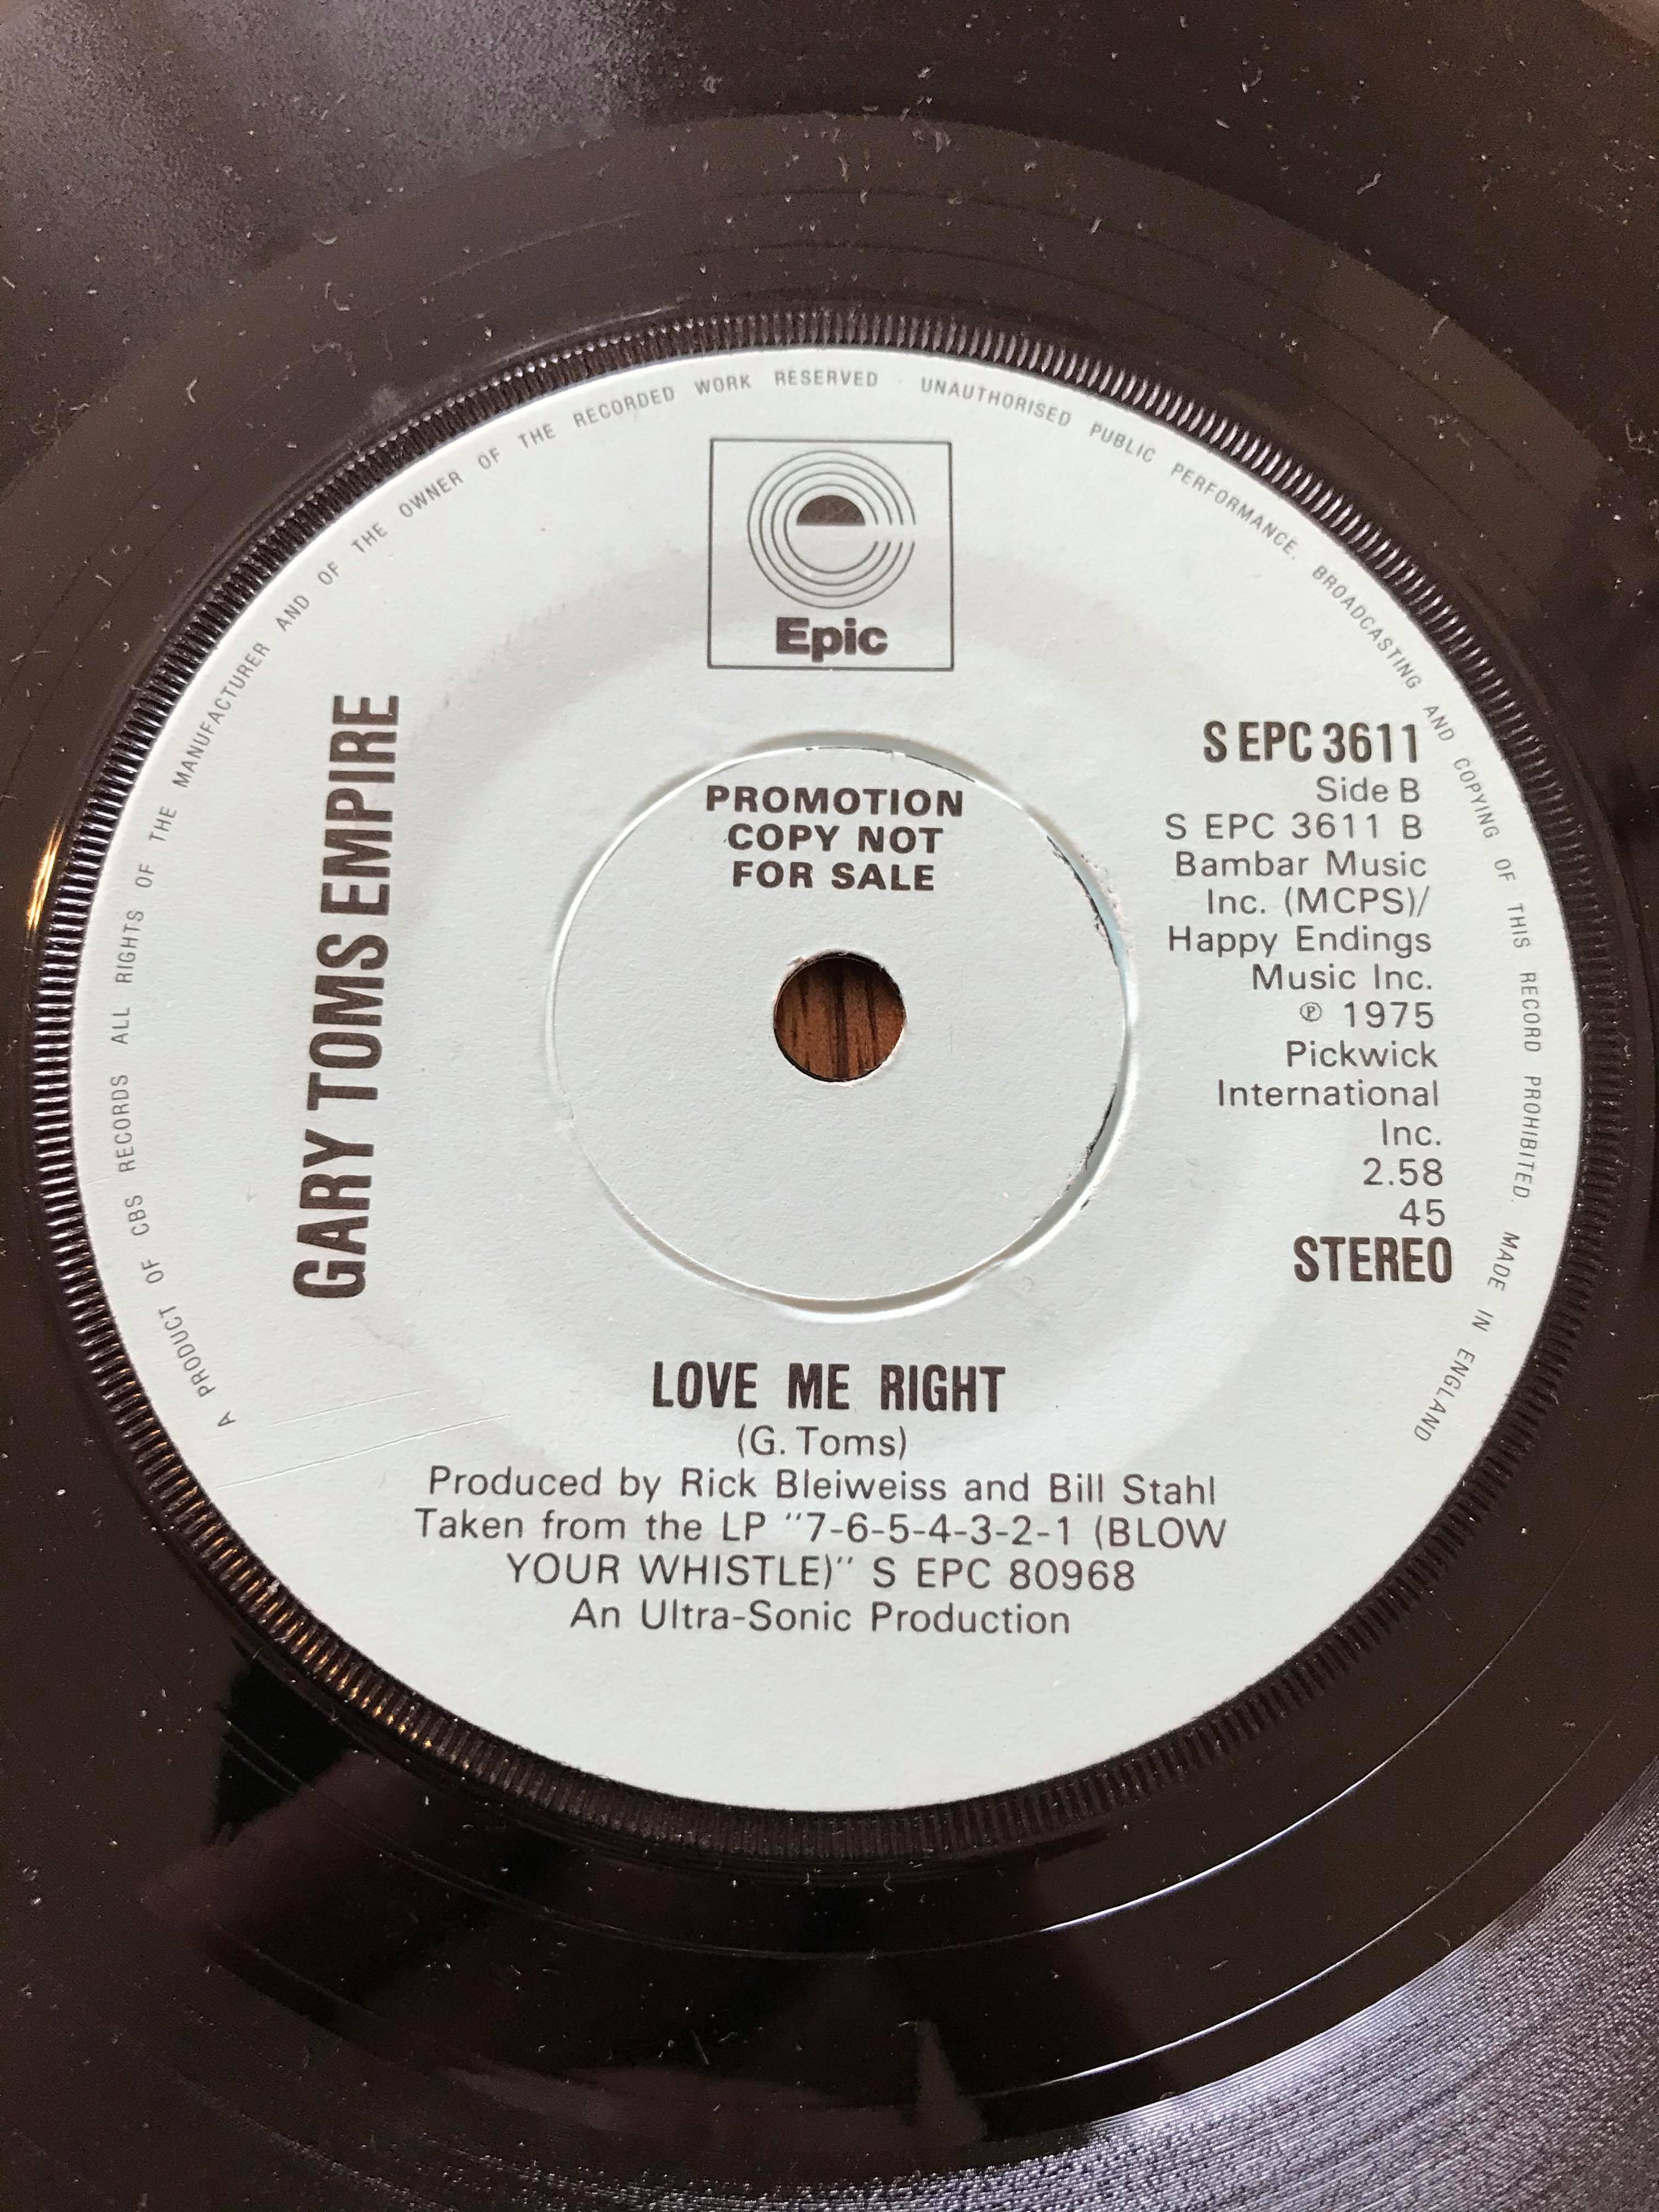 A PRODUCT OF CBS RECORDS ALL RIGHTS OF THE MANUFACTURER AND OF THE OWNER OF THE RECORDED WORK RESERVED · UNAUTHORISED PUBLIC PERFORMANCE. BROADCASTING AND COPYING OF THIS RECORD PROHIBITED. MADE IN ENGLAND
Epic
GARY TOMS EMPIRE
PROMOTION
COPY NOT
FOR SALE
S EPC 3611
Side B
S EPC 3611 B
Bambar Music
Inc. (MCPS)/
Happy Endings
Music Inc.
℗ 1975
Pickwick
International
Inc.
2.58
45
STEREO
LOVE ME RIGHT
(G. Toms)
Produced by Rick Bleiweiss and Bill Stahl
Taken from the LP "7-6-5-4-3-2-1 (BLOW
YOUR WHISTLE)" S EPC 80968
An Ultra-Sonic Production